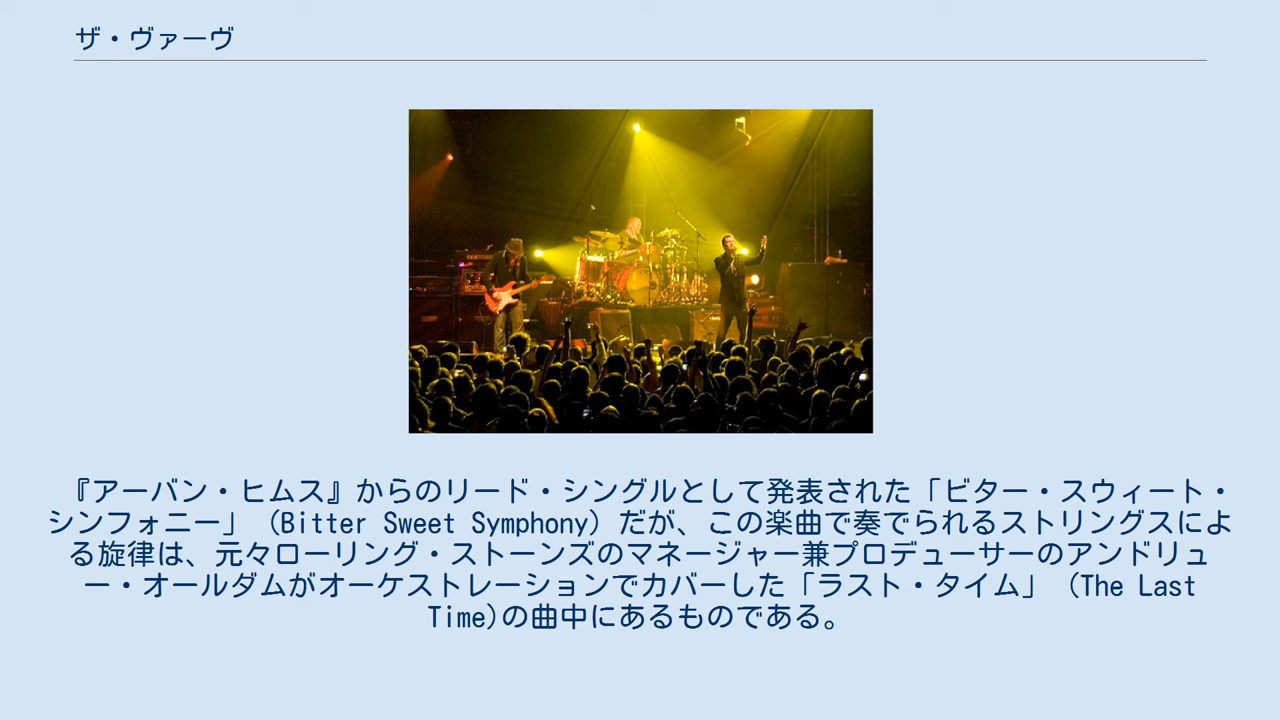 ザ・ヴァーヴ
『アーバン・ヒムス』からのリード・シングルとして発表された「ビター・スウィート・
シンフォニー」（Bitter Sweet Symphony）だが、この楽曲で奏でられるストリングスによ
る旋律は、元々ローリング・ストーンズのマネージャー兼プロデューサーのアンドリュ
ー・オールダムがオーケストレーションでカバーした「ラスト・タイム」（The Last
Time)の曲中にあるものである。